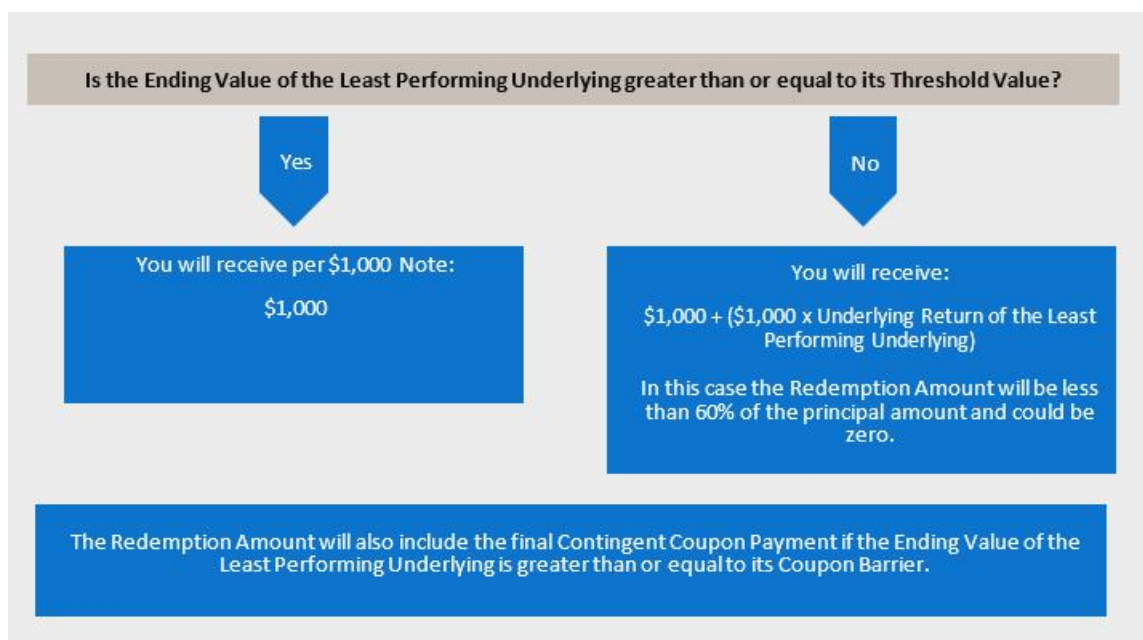 Is the Ending Value of the Least Performing Underlying greater than or equal to its Threshold Value?
Yes
No
You will receive per $1,000 Note:
$1,000
You will receive:
$1,000 + ($1,000 x Underlying Return of the Least
Performing Underlying)
In this case the Redemption Amount will be less
than 60% of the principal amount and could be
zero.
The Redemption Amount will also include the final Contingent Coupon Payment if the Ending Value of the
Least Performing Underlying is greater than or equal to its Coupon Barrier.